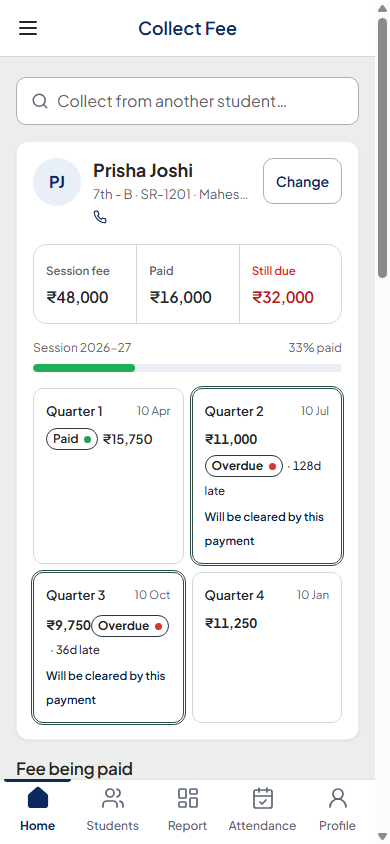 Collect Fee
Collect from another student...
PJ
Prisha Joshi
7th - B · SR-1201 · Mahes...
Change
Session fee
₹48,000
Paid
₹16,000
Still due
₹32,000
Session 2026–27
33% paid
Quarter 1
10 Apr
Paid
₹15,750
Quarter 2
10 Jul
₹11,000
Overdue
· 128d
late
Will be cleared by this
payment
Quarter 3
10 Oct
₹9,750
Overdue
· 36d late
Will be cleared by this
payment
Quarter 4
10 Jan
₹11,250
Fee being paid
Home
Students
Report
Attendance
Profile